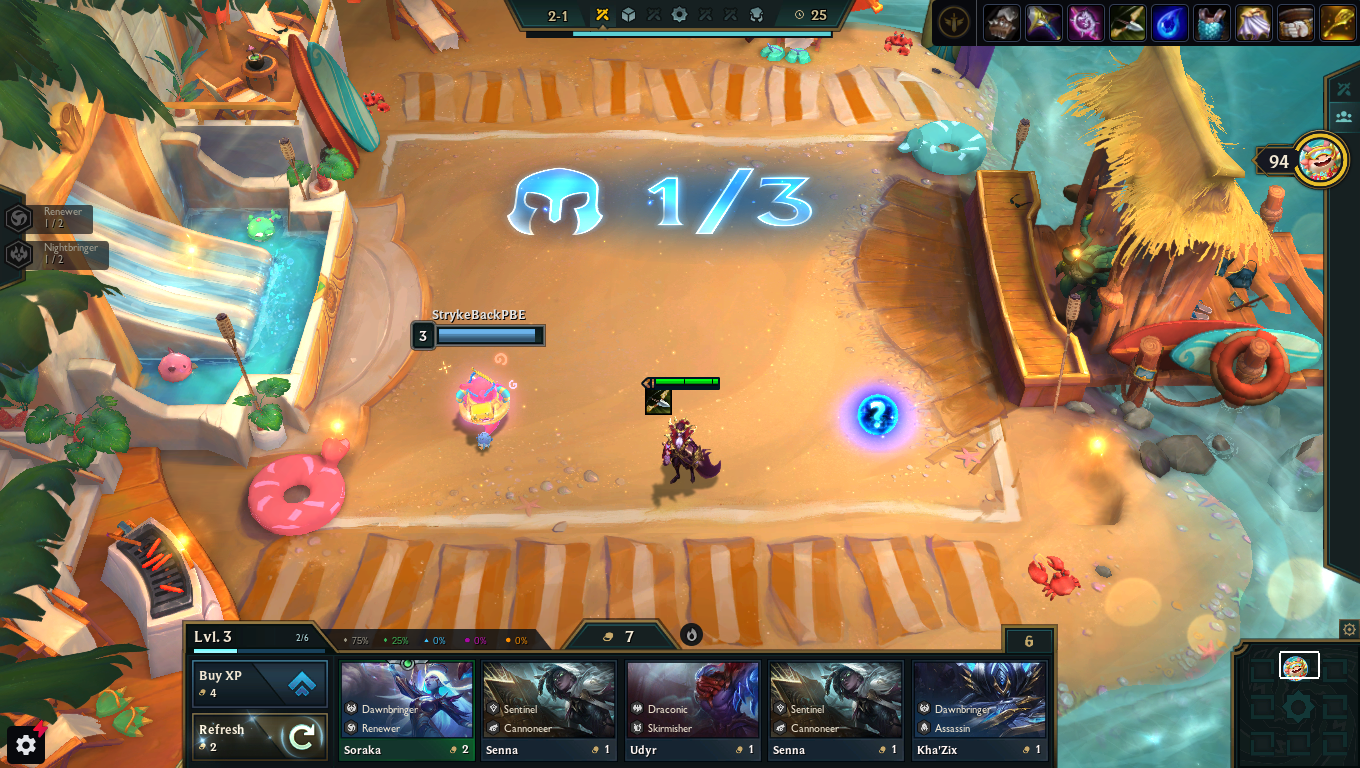 2-1
25
94
Renewer
1 / 2
Nightbringer
1 / 2
1/3
StrykeBackPBE
3
?
Lvl. 3
2/6
75%
25%
0%
0%
0%
7
6
Buy XP
4
Refresh
2
Dawnbringer
Renewer
Soraka
2
Sentinel
Cannoneer
Senna
1
Draconic
Skirmisher
Udyr
1
Sentinel
Cannoneer
Senna
1
Dawnbringer
Assassin
Kha'Zix
1